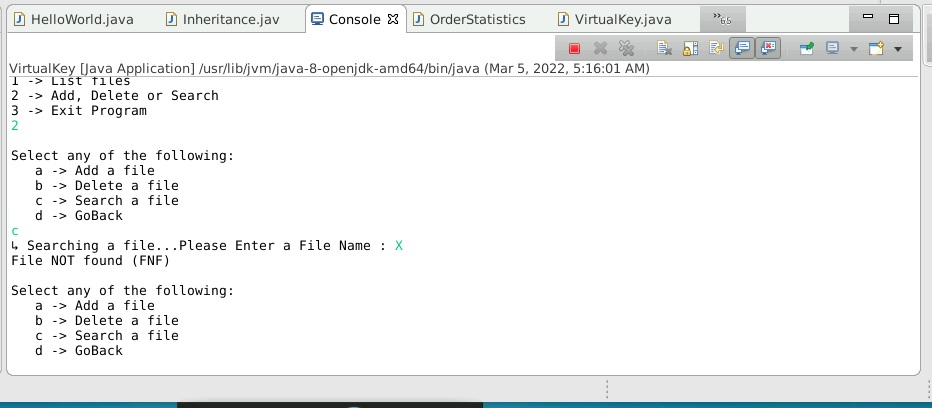 HelloWorld.java Inheritance.jav Console OrderStatistics VirtualKey.java »66
VirtualKey [Java Application] /usr/lib/jvm/java-8-openjdk-amd64/bin/java (Mar 5, 2022, 5:16:01 AM)
1 -> List files
2 -> Add, Delete or Search
3 -> Exit Program
2
Select any of the following:
a -> Add a file
b -> Delete a file
c -> Search a file
d -> GoBack
c
↳ Searching a file...Please Enter a File Name : X
File NOT found (FNF)
Select any of the following:
a -> Add a file
b -> Delete a file
c -> Search a file
d -> GoBack